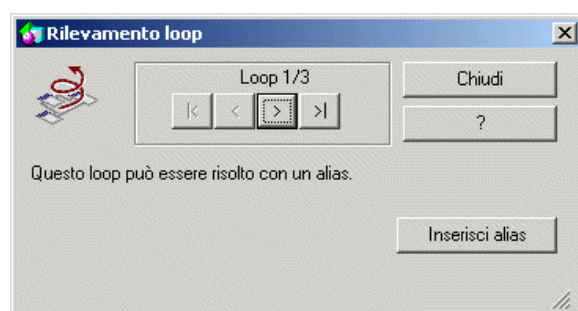 Rilevamento loop
Loop 1/3
|< < > >|
Chiudi
?
Questo loop può essere risolto con un alias.
Inserisci alias